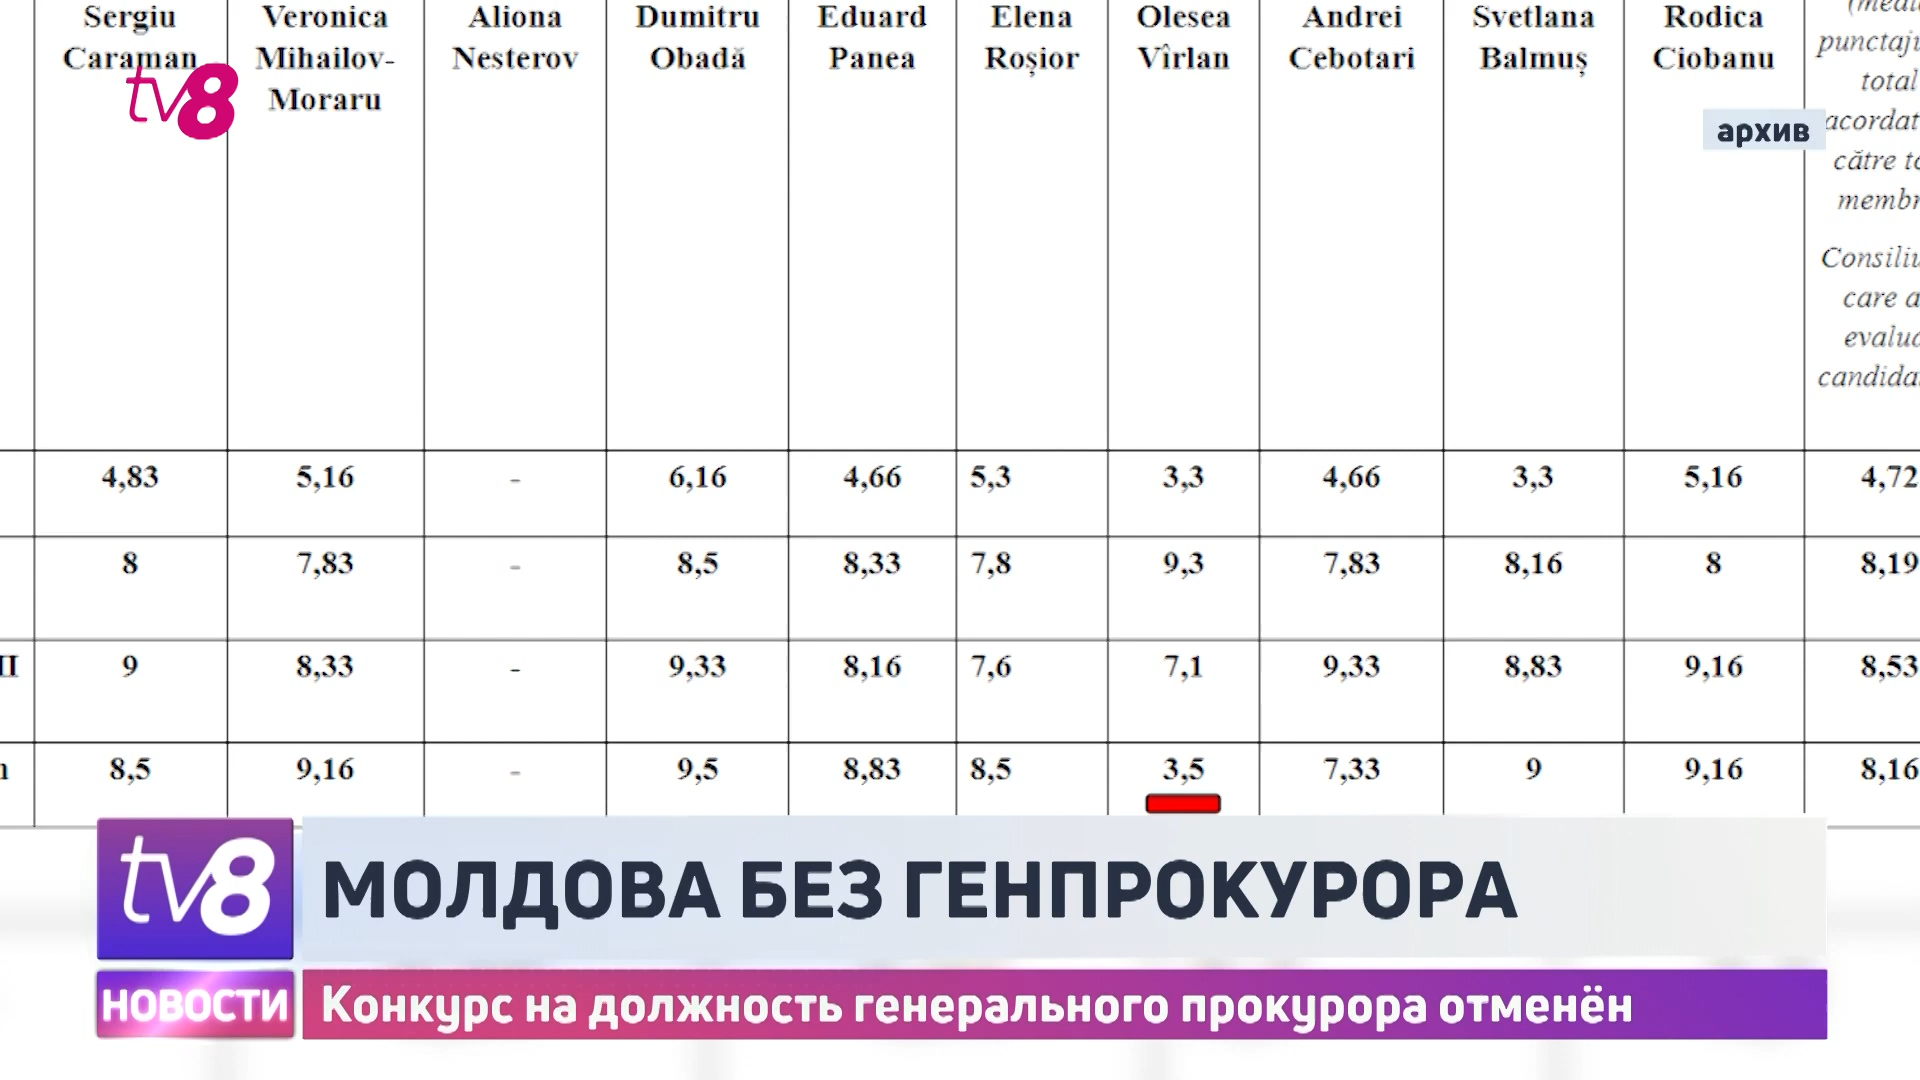 Sergiu Caraman
Veronica Mihailov-Moraru
Aliona Nesterov
Dumitru Obadă
Eduard Panea
Elena Roșior
Olesea Vîrlan
Andrei Cebotari
Svetlana Balmuș
Rodica Ciobanu
total
acordat
către
Consiliu
care a
tv8
архив
4,83 5,16 - 6,16 4,66 5,3 3,3 4,66 3,3 5,16 4,72
8 7,83 - 8,5 8,33 7,8 9,3 7,83 8,16 8 8,19
II 9 8,33 - 9,33 8,16 7,6 7,1 9,33 8,83 9,16 8,53
8,5 9,16 - 9,5 8,83 8,5 3,5 7,33 9 9,16 8,16
tv8
МОЛДОВА БЕЗ ГЕНПРОКУРОРА
НОВОСТИ
Конкурс на должность генерального прокурора отменён